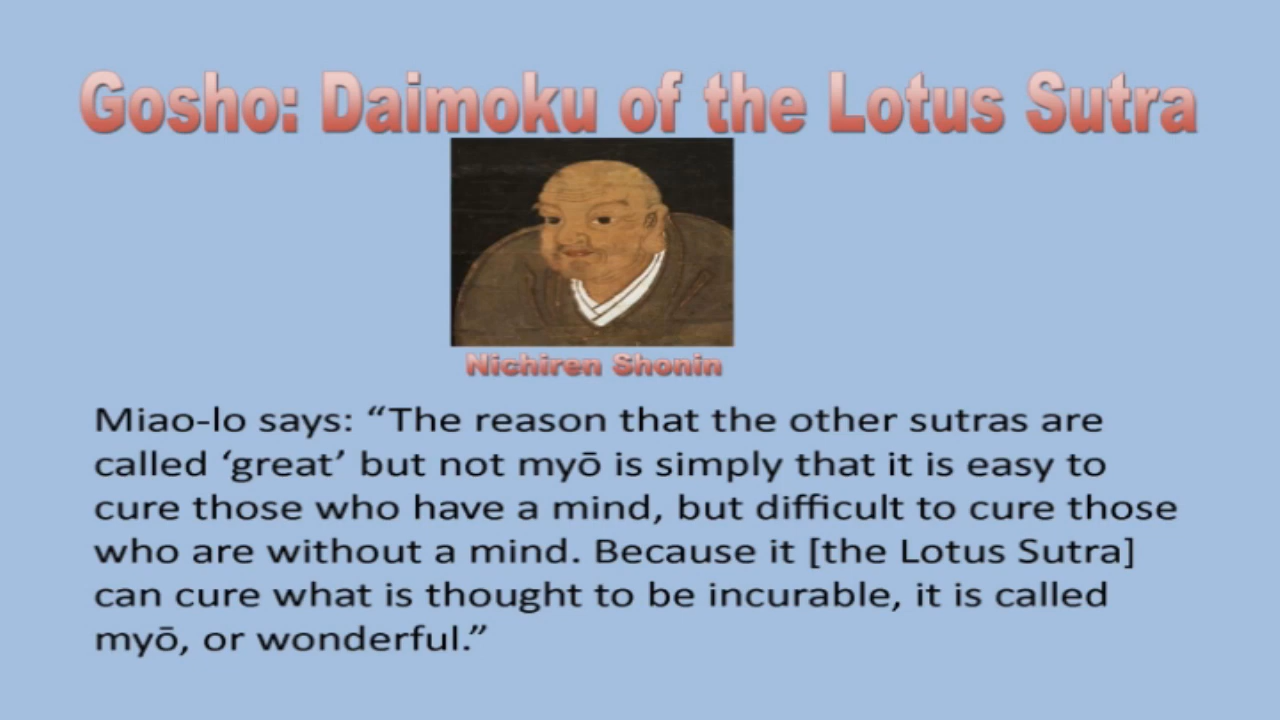 Gosho: Daimoku of the Lotus Sutra
Nichiren Shonin
Miao-lo says: “The reason that the other sutras are
called ‘great’ but not myō is simply that it is easy to
cure those who have a mind, but difficult to cure those
who are without a mind. Because it [the Lotus Sutra]
can cure what is thought to be incurable, it is called
myō, or wonderful.”